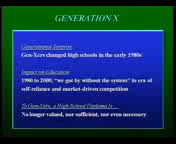 GENERATION X
Generational Surprise
Gen-Xers changed high schools in the early 1980s
Impact on Education
1980 to 2000, "we got by without the system" in era of
self-reliance and market-driven competition
To Gen-Xers, a High School Diploma Is...
No longer valued, nor sufficient, nor even necessary